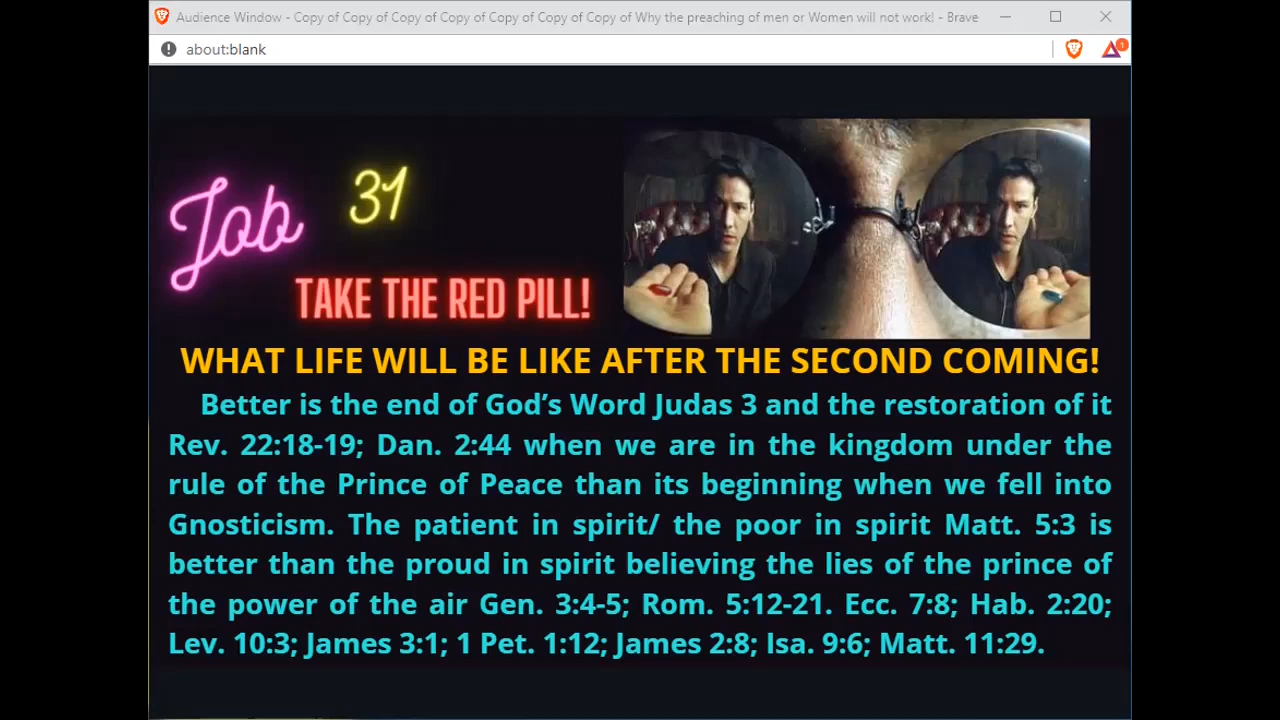 Audience Window - Copy of Copy of Copy of Copy of Copy of Copy of Copy of Why the preaching of men or Women will not work! - Brave
about:blank
1
Job 31
TAKE THE RED PILL!
WHAT LIFE WILL BE LIKE AFTER THE SECOND COMING!
Better is the end of God's Word Judas 3 and the restoration of it
Rev. 22:18-19; Dan. 2:44 when we are in the kingdom under the
rule of the Prince of Peace than its beginning when we fell into
Gnosticism. The patient in spirit/ the poor in spirit Matt. 5:3 is
better than the proud in spirit believing the lies of the prince of
the power of the air Gen. 3:4-5; Rom. 5:12-21. Ecc. 7:8; Hab. 2:20;
Lev. 10:3; James 3:1; 1 Pet. 1:12; James 2:8; Isa. 9:6; Matt. 11:29.